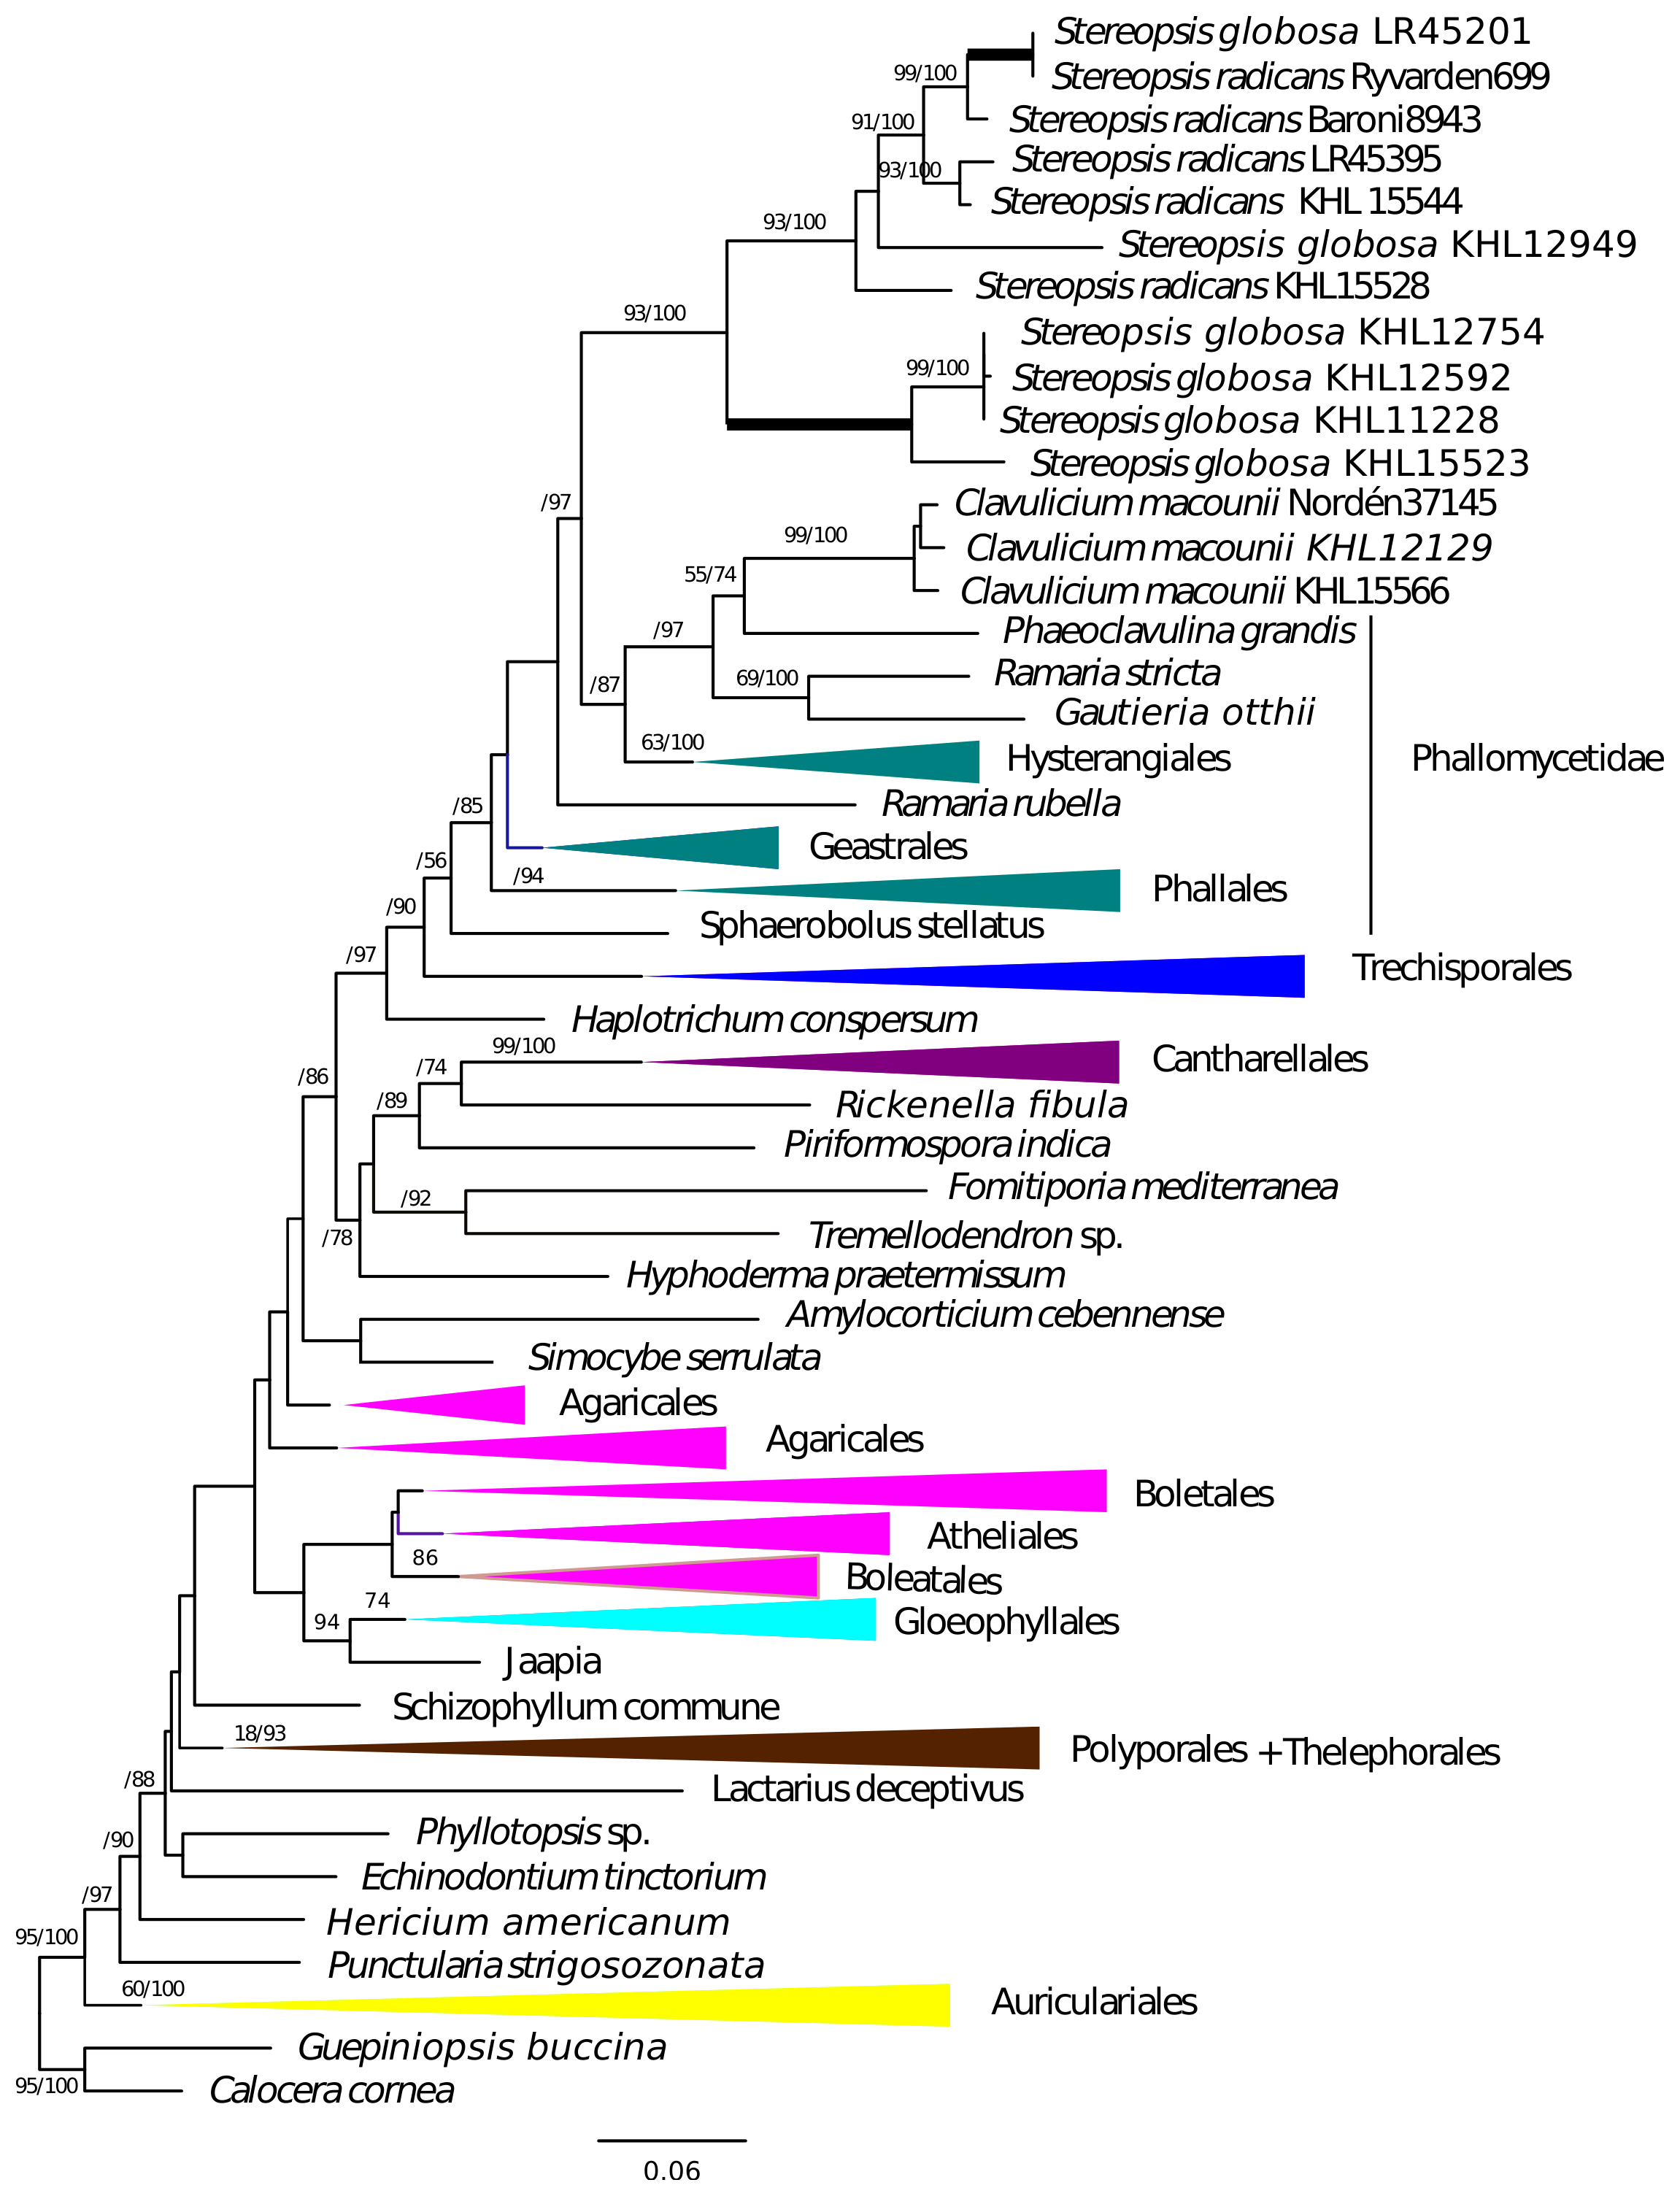 Stereopsis globosa LR45201
Stereopsis radicans Ryvarden699
99/100
Stereopsis radicans Baroni8943
91/100
Stereopsis radicans LR45395
93/100
Stereopsis radicans KHL 15544
93/100
Stereopsis globosa KHL12949
Stereopsis radicans KHL15528
93/100
Stereopsis globosa KHL12754
99/100
Stereopsis globosa KHL12592
Stereopsis globosa KHL11228
Stereopsis globosa KHL15523
/97
Clavulicium macounii Nordén37145
99/100
Clavulicium macounii KHL12129
55/74
Clavulicium macounii KHL15566
/97
Phaeoclavulina grandis
69/100
Ramaria stricta
/87
Gautieria otthii
63/100
Hysterangiales
Phallomycetidae
Ramaria rubella
/85
Geastrales
/56
/94
Phallales
/90
Sphaerobolus stellatus
/97
Trechisporales
Haplotrichum conspersum
99/100
Cantharellales
/86
/74
/89
Rickenella fibula
Piriformospora indica
/92
Fomitiporia mediterranea
/78
Tremellodendron sp.
Hyphoderma praetermissum
Amylocorticium cebennense
Simocybe serrulata
Agaricales
Agaricales
Boletales
Atheliales
86
Boleatales
74
94
Gloeophyllales
Jaapia
Schizophyllum commune
18/93
Polyporales +Thelephorales
/88
Lactarius deceptivus
/90
Phyllotopsis sp.
Echinodontium tinctorium
/97
Hericium americanum
95/100
Punctularia strigosozonata
60/100
Auriculariales
Guepiniopsis buccina
95/100
Calocera cornea
0.06